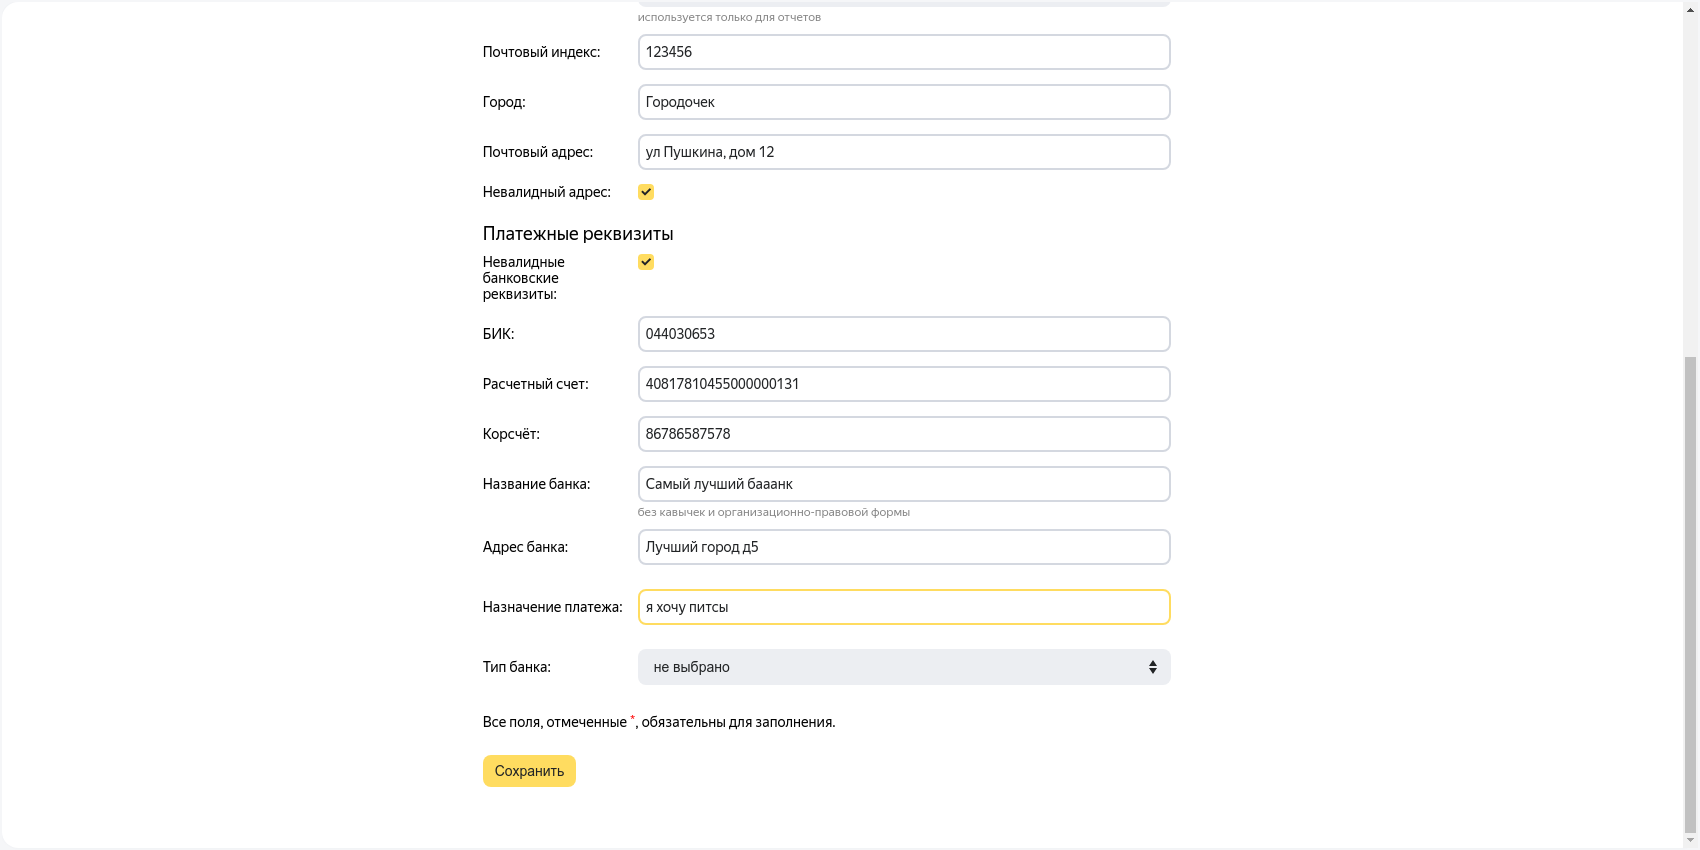 используется только для отчетов
Почтовый индекс: 123456
Город: Городочек
Почтовый адрес: ул Пушкина, дом 12
Невалидный адрес:
Платежные реквизиты
Невалидные
банковские
реквизиты:
БИК: 044030653
Расчетный счет: 40817810455000000131
Корсчёт: 86786587578
Название банка: Самый лучший бааанк
без кавычек и организационно-правовой формы
Адрес банка: Лучший город д5
Назначение платежа: я хочу питсы
Тип банка: не выбрано
Все поля, отмеченные *, обязательны для заполнения.
Сохранить